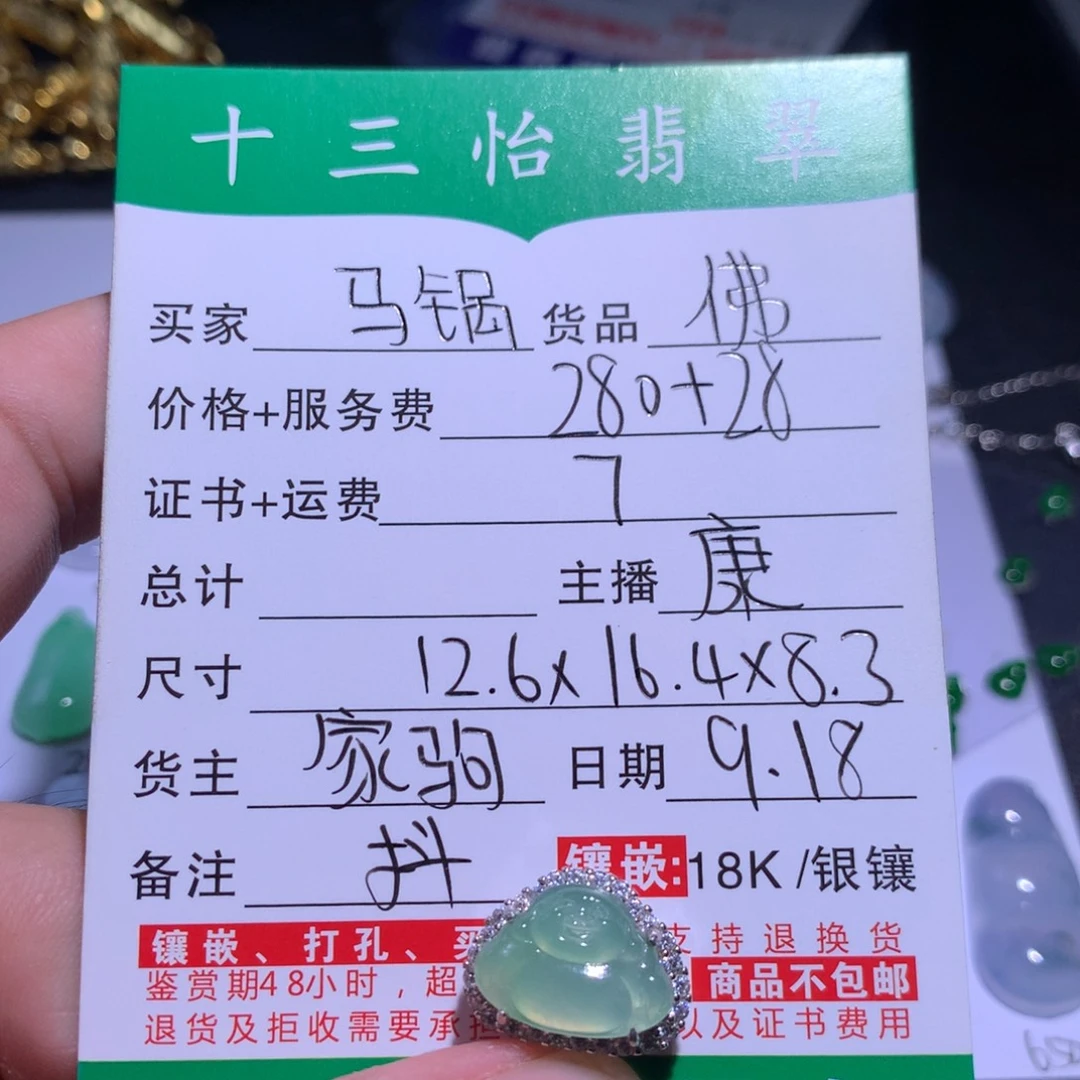 十三怡翡翠
买家 马锅 货品 佛
价格+服务费 280+28
证书+运费 7
总计 主播 康
尺寸 12.6x16.4x8.3
货主 家驹 日期 9.18
备注 抖 镶嵌:18K/银镶
镶嵌、打孔、买 支持退换货
鉴赏期48小时，超 商品不包邮
退货及拒收需要承担 以及证书费用